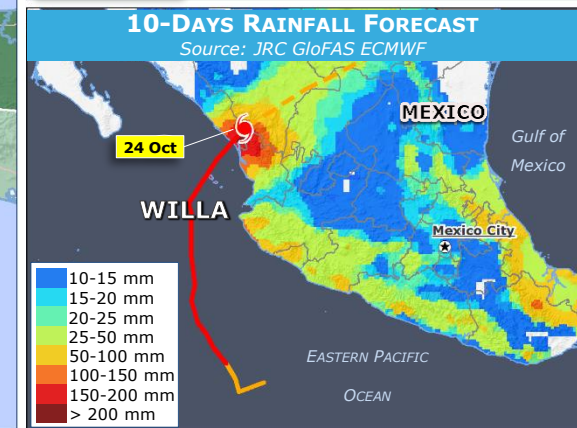 10-DAYS RAINFALL FORECAST
Source: JRC GloFAS ECMWF
MEXICO
24 Oct
Gulf of
Mexico
WILLA
Mexico City
10-15 mm
15-20 mm
20-25 mm
25-50 mm
50-100 mm
100-150 mm
150-200 mm
> 200 mm
EASTERN PACIFIC
OCEAN